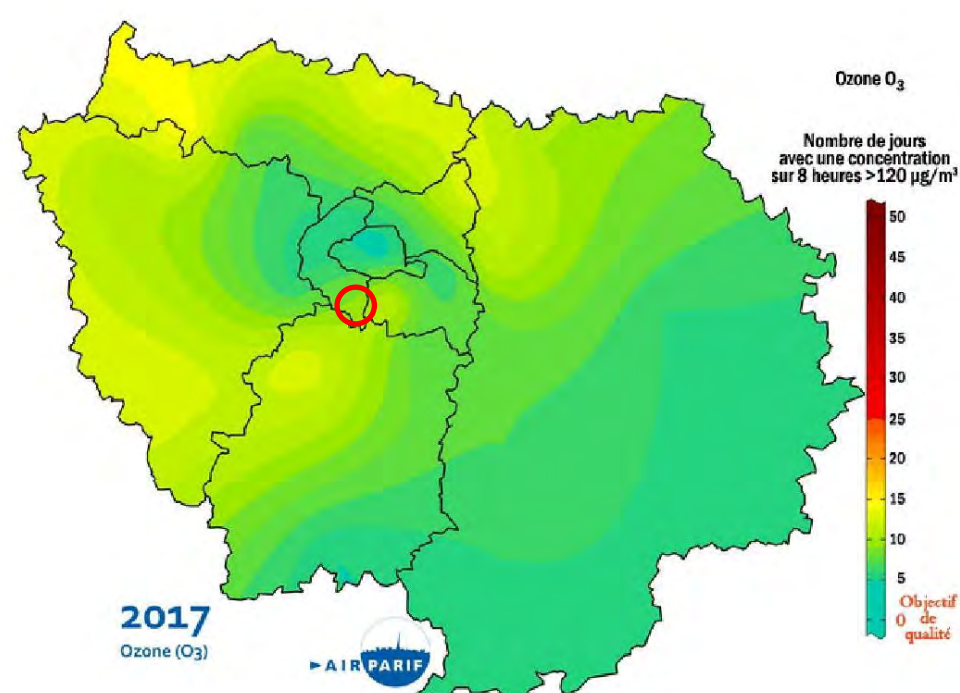 Ozone O3
Nombre de jours
avec une concentration
sur 8 heures >120 µg/m³
50
45
40
35
30
25
20
15
10
5
0
Objectif
de
qualité
2017
Ozone (O3)
AIRPARIF